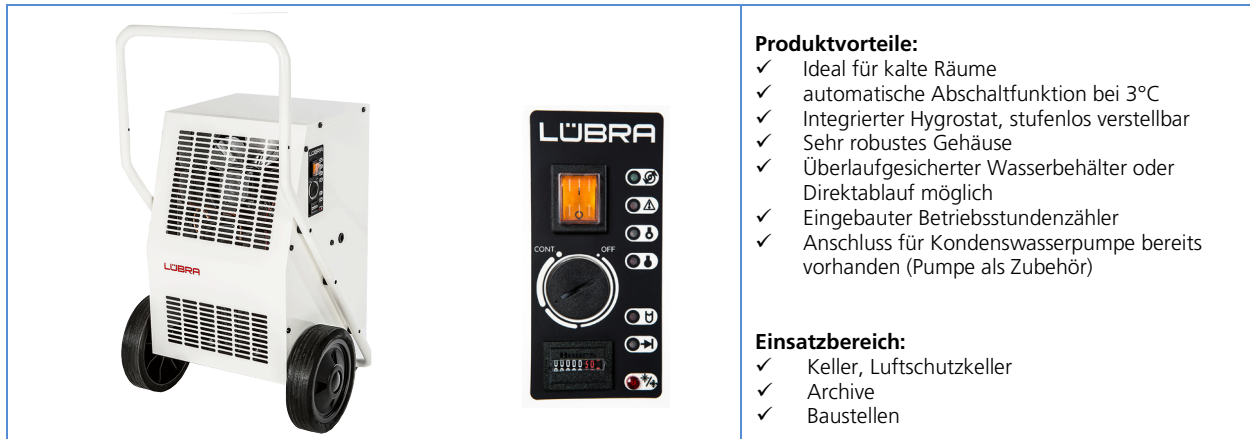 LÜBRA
LÜBRA
CONT.
OFF
Hours
Produktvorteile:
✓ Ideal für kalte Räume
✓ automatische Abschaltfunktion bei 3°C
✓ Integrierter Hygrostat, stufenlos verstellbar
✓ Sehr robustes Gehäuse
✓ Überlaufgesicherter Wasserbehälter oder
Direktablauf möglich
✓ Eingebauter Betriebsstundenzähler
✓ Anschluss für Kondenswasserpumpe bereits
vorhanden (Pumpe als Zubehör)
Einsatzbereich:
✓ Keller, Luftschutzkeller
✓ Archive
✓ Baustellen